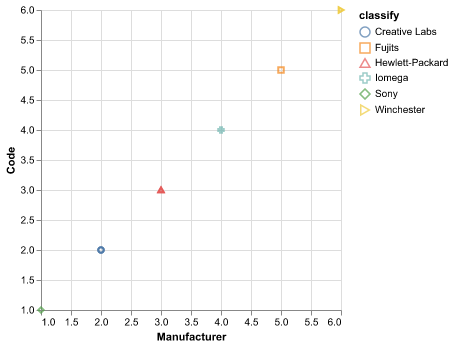 6.0
5.5
5.0
4.5
4.0
3.5
3.0
2.5
2.0
1.5
1.0
Code
1.0 1.5 2.0 2.5 3.0 3.5 4.0 4.5 5.0 5.5 6.0
Manufacturer
classify
Creative Labs
Fujits
Hewlett-Packard
Iomega
Sony
Winchester